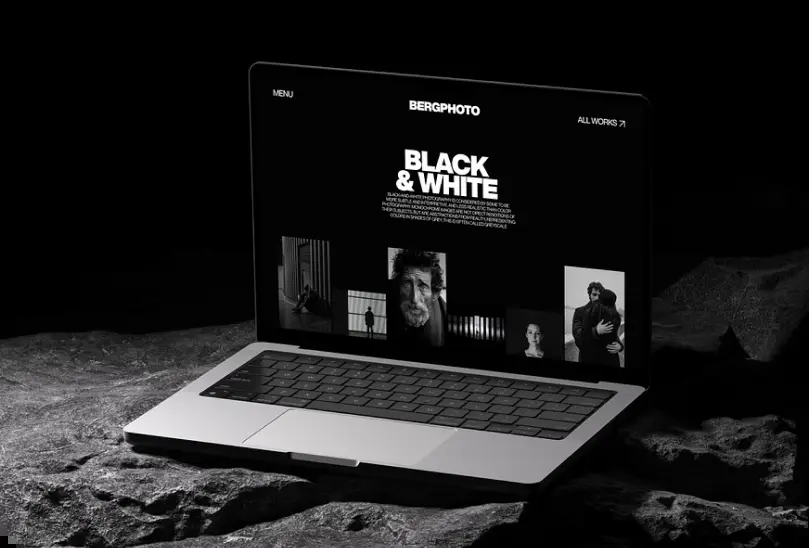 MENU
BERGPHOTO
ALL WORKS
BLACK
& WHITE
BLACK-AND-WHITE PHOTOGRAPHY IS CONSIDERED BY SOME TO BE
MORE SUBTLE AND INTERPRETIVE, AND LESS REALISTIC THAN COLOR
PHOTOGRAPHY. MONOCHROME IMAGES ARE NOT DIRECT RENDITIONS OF
THEIR SUBJECTS, BUT ARE ABSTRACTIONS FROM REALITY, REPRESENTING
COLORS IN SHADES OF GREY. THIS IS OFTEN CALLED GREYSCALE